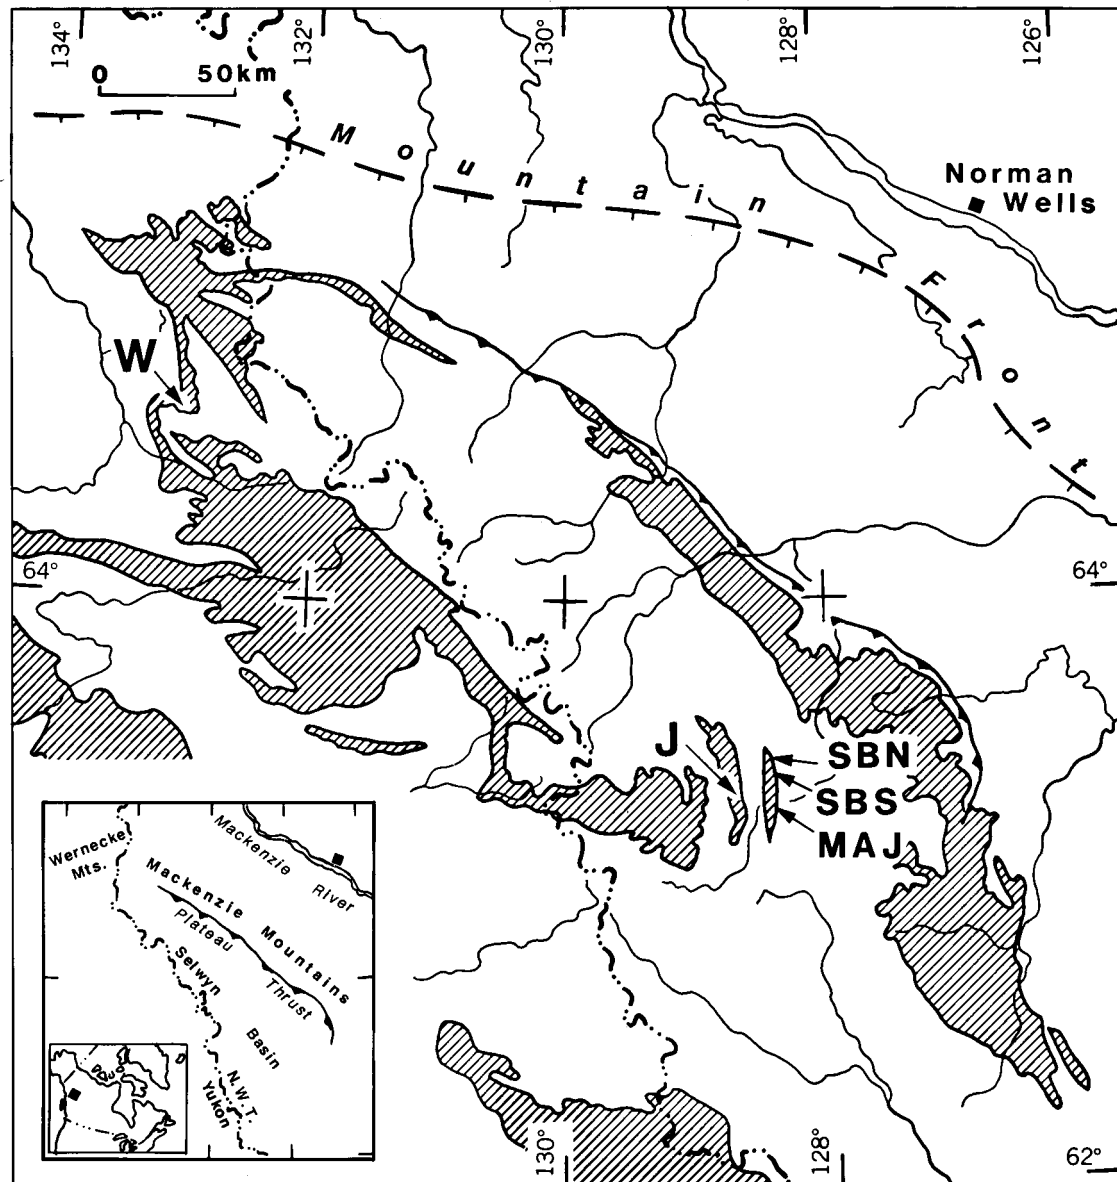 134°
132°
130°
128°
126°
0 50km
Mountain Front
Norman
Wells
W
64°
64°
J
SBN
SBS
MAJ
Wernecke
Mts.
Mackenzie
River
Mackenzie Mountains
Plateau
Thrust
Selwyn
Basin
N.W.T.
Yukon
130°
128°
62°